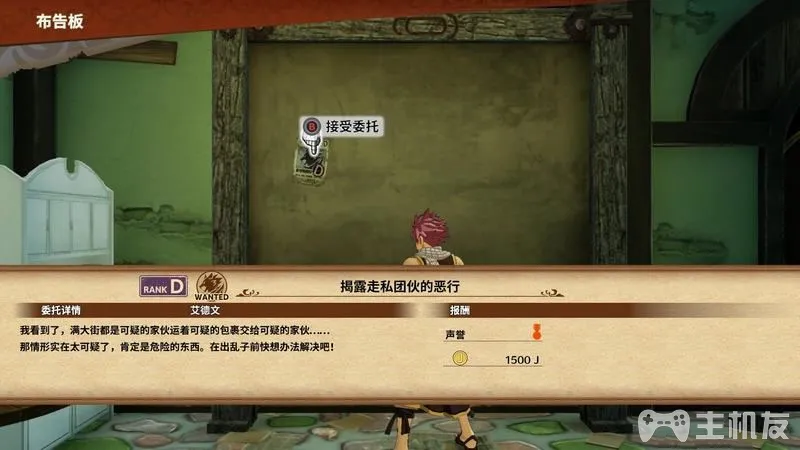 布告板
B 接受委托
D
RANK D
WANTED
揭露走私团伙的恶行
委托详情 艾德文 报酬
我看到了，满大街都是可疑的家伙运着可疑的包裹交给可疑的家伙……
那情形实在太可疑了，肯定是危险的东西。在出乱子前快想办法解决吧！
声誉
J 1500 J
主机友